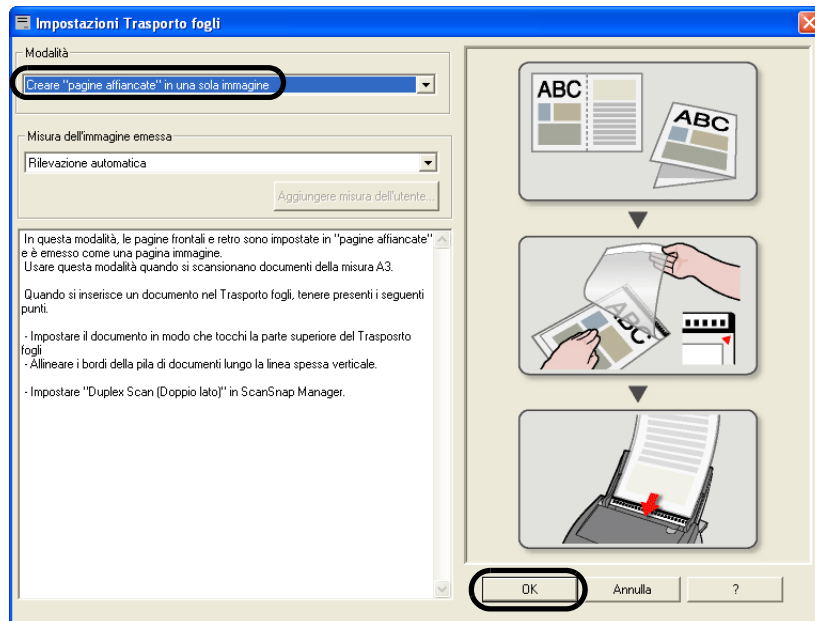 Impostazioni Trasporto fogli
Modalità
Creare "pagine affiancate" in una sola immagine
Misura dell'immagine emessa
Rilevazione automatica
Aggiungere misura dell'utente...
In questa modalità, le pagine frontali e retro sono impostate in "pagine affiancate"
e è emesso come una pagina immagine.
Usare questa modalità quando si scansionano documenti della misura A3.
Quando si inserisce un documento nel Trasporto fogli, tenere presenti i seguenti
punti.
- Impostare il documento in modo che tocchi la parte superiore del Trasposrto
fogli
- Allineare i bordi della pila di documenti lungo la linea spessa verticale.
- Impostare "Duplex Scan (Doppio lato)" in ScanSnap Manager.
ABC
ABC
ABC
OK
Annulla
?